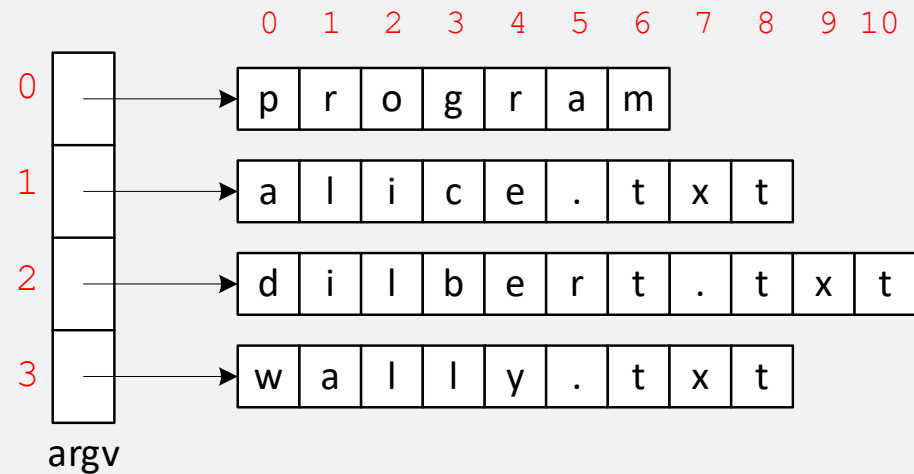 0 1 2 3 4 5 6 7 8 9 10
0 p r o g r a m
1 a l i c e . t x t
2 d i l b e r t . t x t
3 w a l l y . t x t
argv